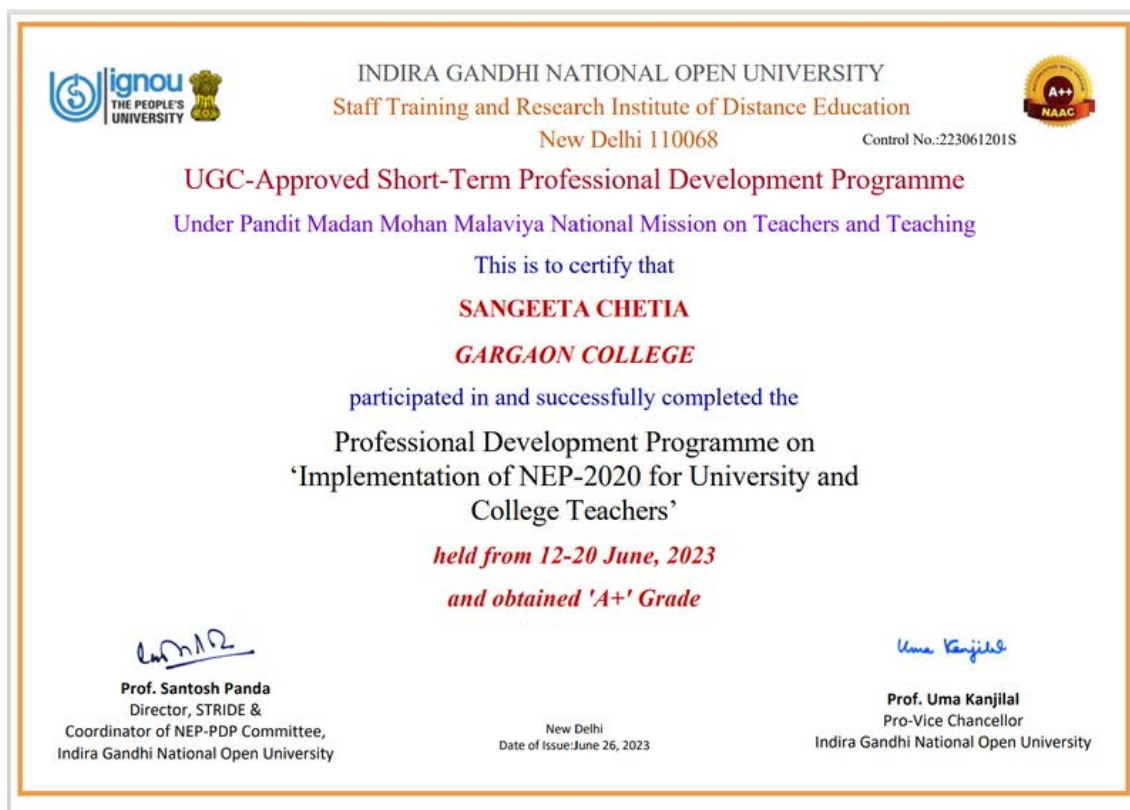 ignou
THE PEOPLE'S
UNIVERSITY
INDIRA GANDHI NATIONAL OPEN UNIVERSITY
Staff Training and Research Institute of Distance Education
New Delhi 110068
Control No.:223061201S
A++
NAAC
UGC-Approved Short-Term Professional Development Programme
Under Pandit Madan Mohan Malaviya National Mission on Teachers and Teaching
This is to certify that
SANGEETA CHETIA
GARGAON COLLEGE
participated in and successfully completed the
Professional Development Programme on
‘Implementation of NEP-2020 for University and
College Teachers’
held from 12-20 June, 2023
and obtained 'A+' Grade
Prof. Santosh Panda
Director, STRIDE &
Coordinator of NEP-PDP Committee,
Indira Gandhi National Open University
New Delhi
Date of Issue:June 26, 2023
Uma Kanjilal
Prof. Uma Kanjilal
Pro-Vice Chancellor
Indira Gandhi National Open University